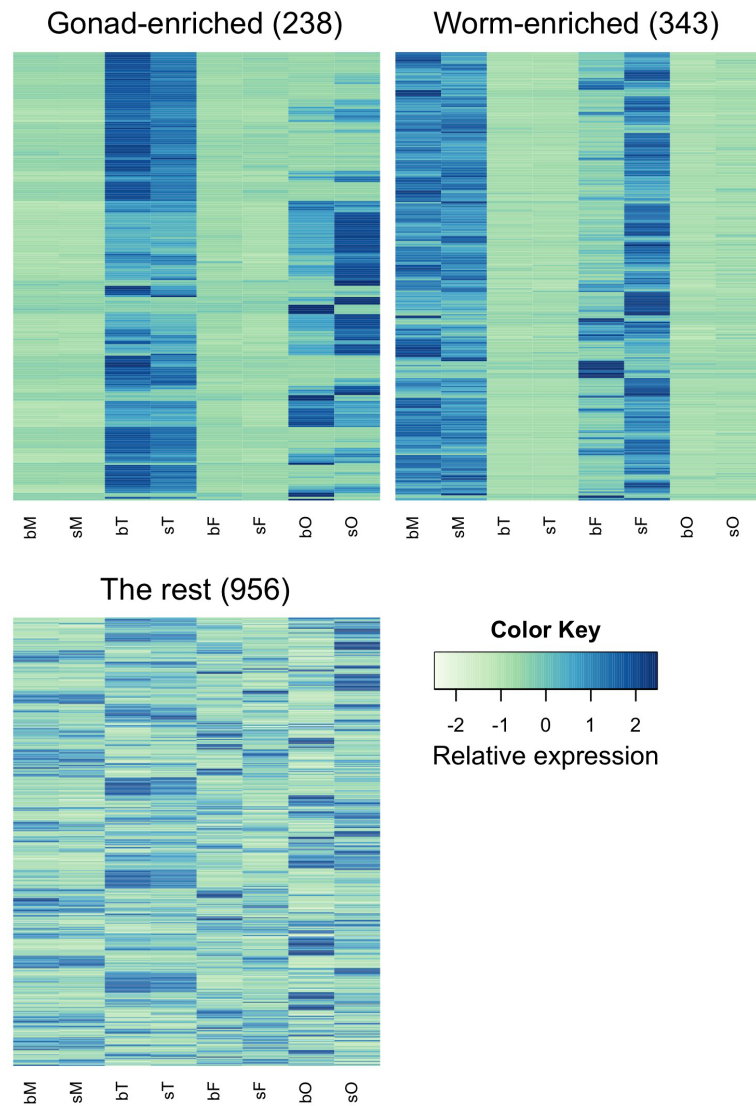 Gonad-enriched (238)
Worm-enriched (343)
bM sM bT sT bF sF bO sO
bM sM bT sT bF sF bO sO
The rest (956)
Color Key
-2 -1 0 1 2
Relative expression
bM sM bT sT bF sF bO sO